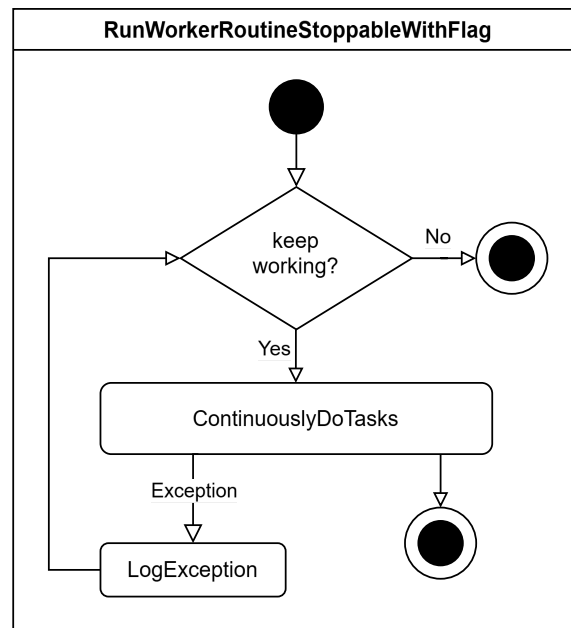 RunWorkerRoutineStoppableWithFlag
keep
working?
No
Yes
ContinuouslyDoTasks
Exception
LogException